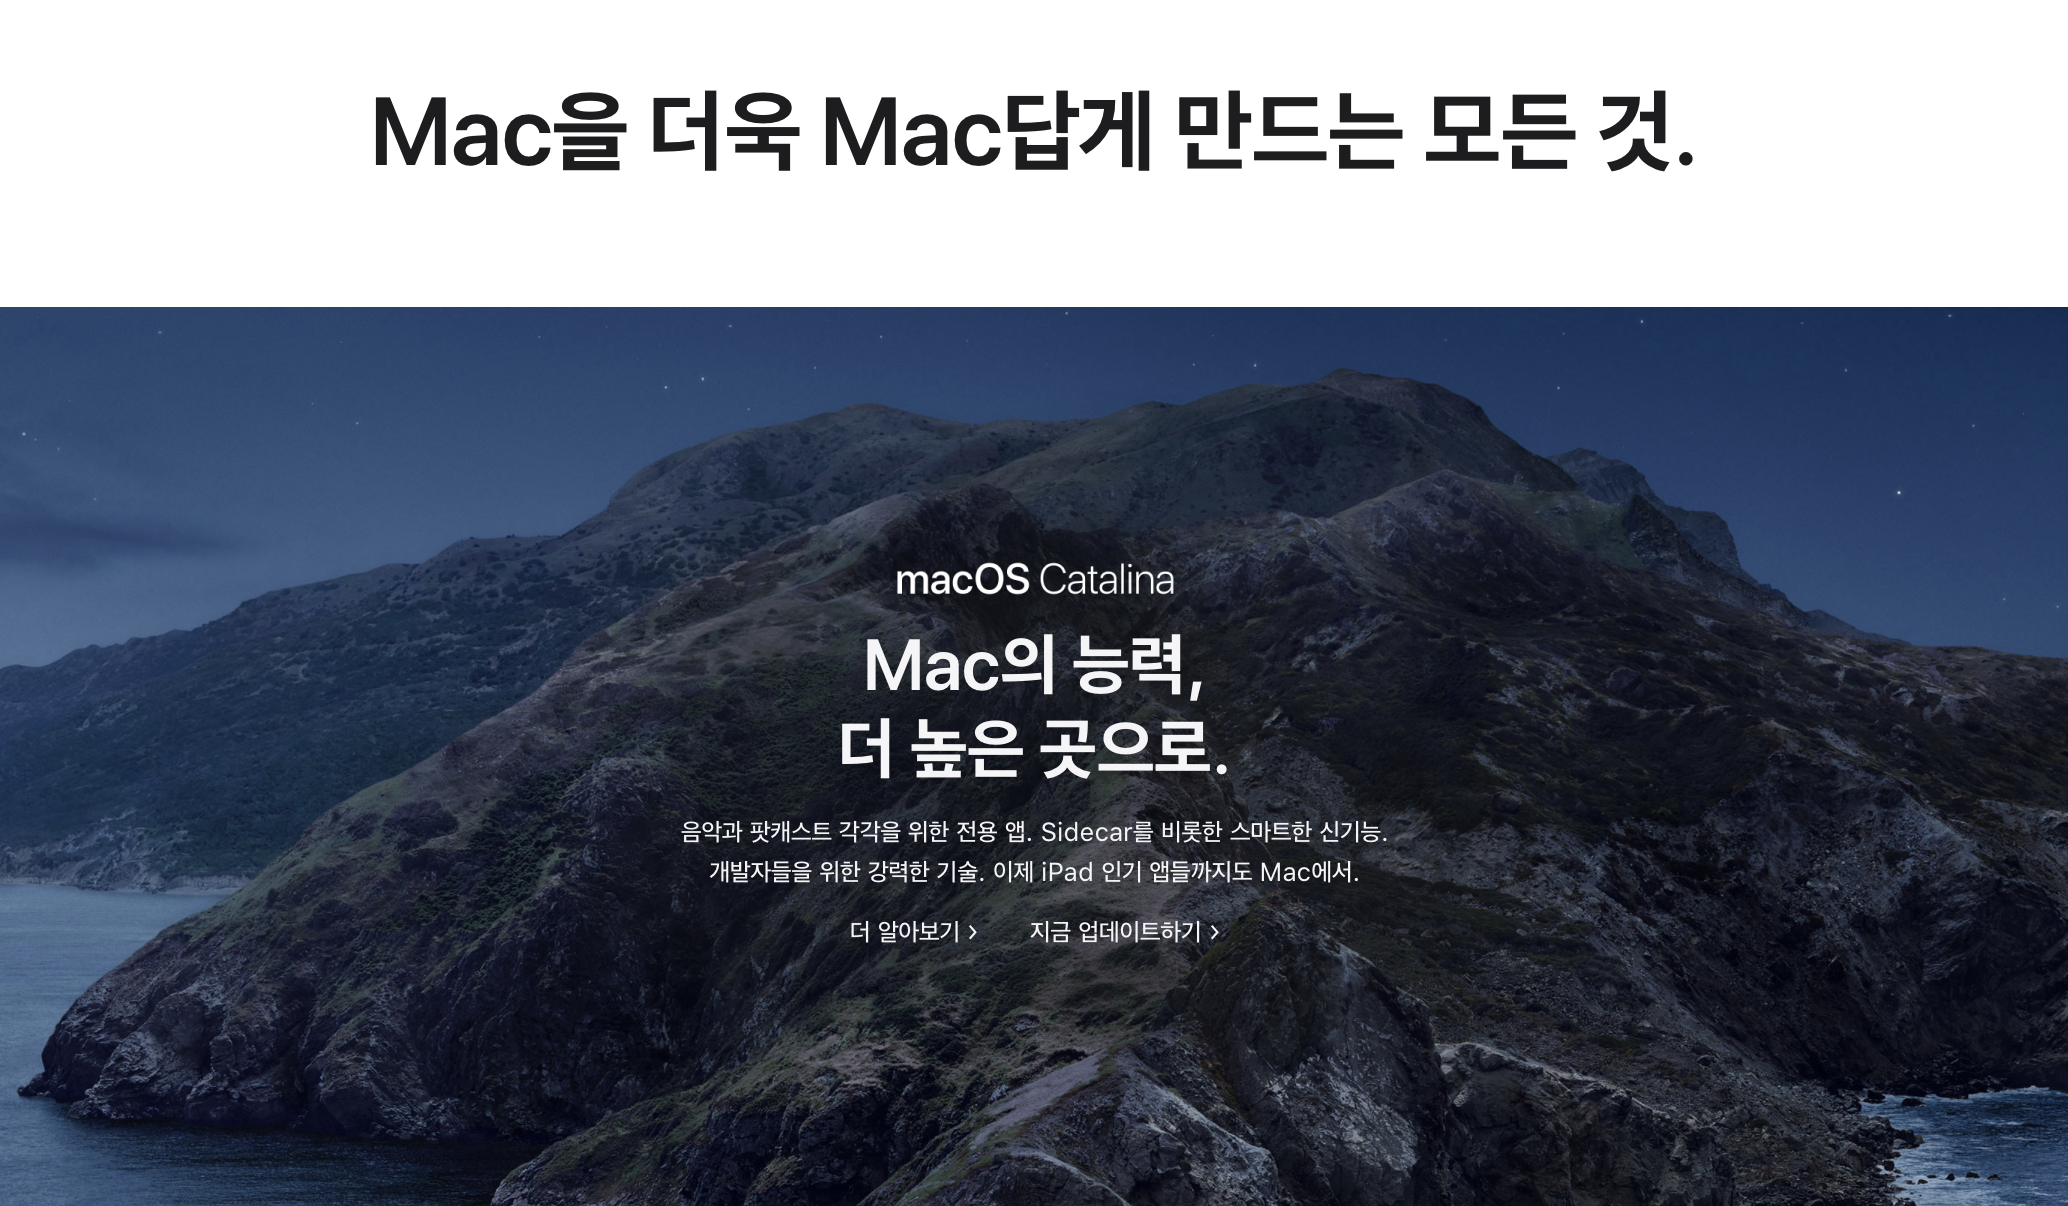 Mac을 더욱 Mac답게 만드는 모든 것.
macOS Catalina
Mac의 능력,
더 높은 곳으로.
음악과 팟캐스트 각각을 위한 전용 앱. Sidecar를 비롯한 스마트한 신기능.
개발자들을 위한 강력한 기술. 이제 iPad 인기 앱들까지도 Mac에서.
더 알아보기 > 지금 업데이트하기 >